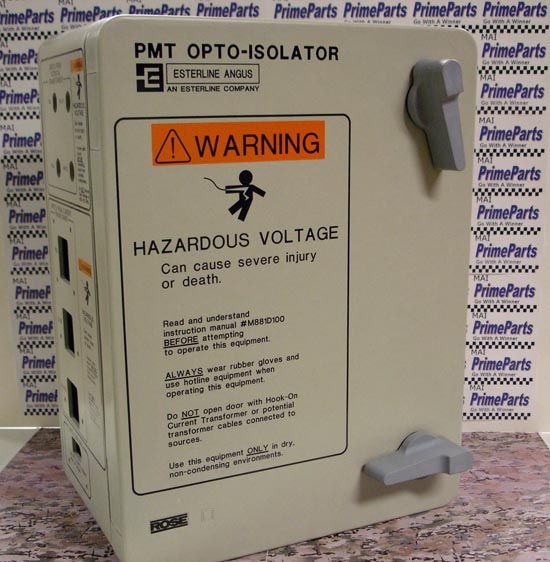 PMT OPTO-ISOLATOR
ESTERLINE ANGUS
AN ESTERLINE COMPANY
WARNING
HAZARDOUS VOLTAGE
Can cause severe injury
or death.
Read and understand
instruction manual #M881D100
BEFORE attempting
to operate this equipment.
ALWAYS wear rubber gloves and
use hotline equipment when
operating this equipment.
Do NOT open door with Hook-On
Current Transformer or potential
transformer cables connected to
sources.
Use this equipment ONLY in dry,
non-condensing environments.
ROSE
HAZARDOUS
VOLTAGE
MAI
PrimeParts
Go With A Winner